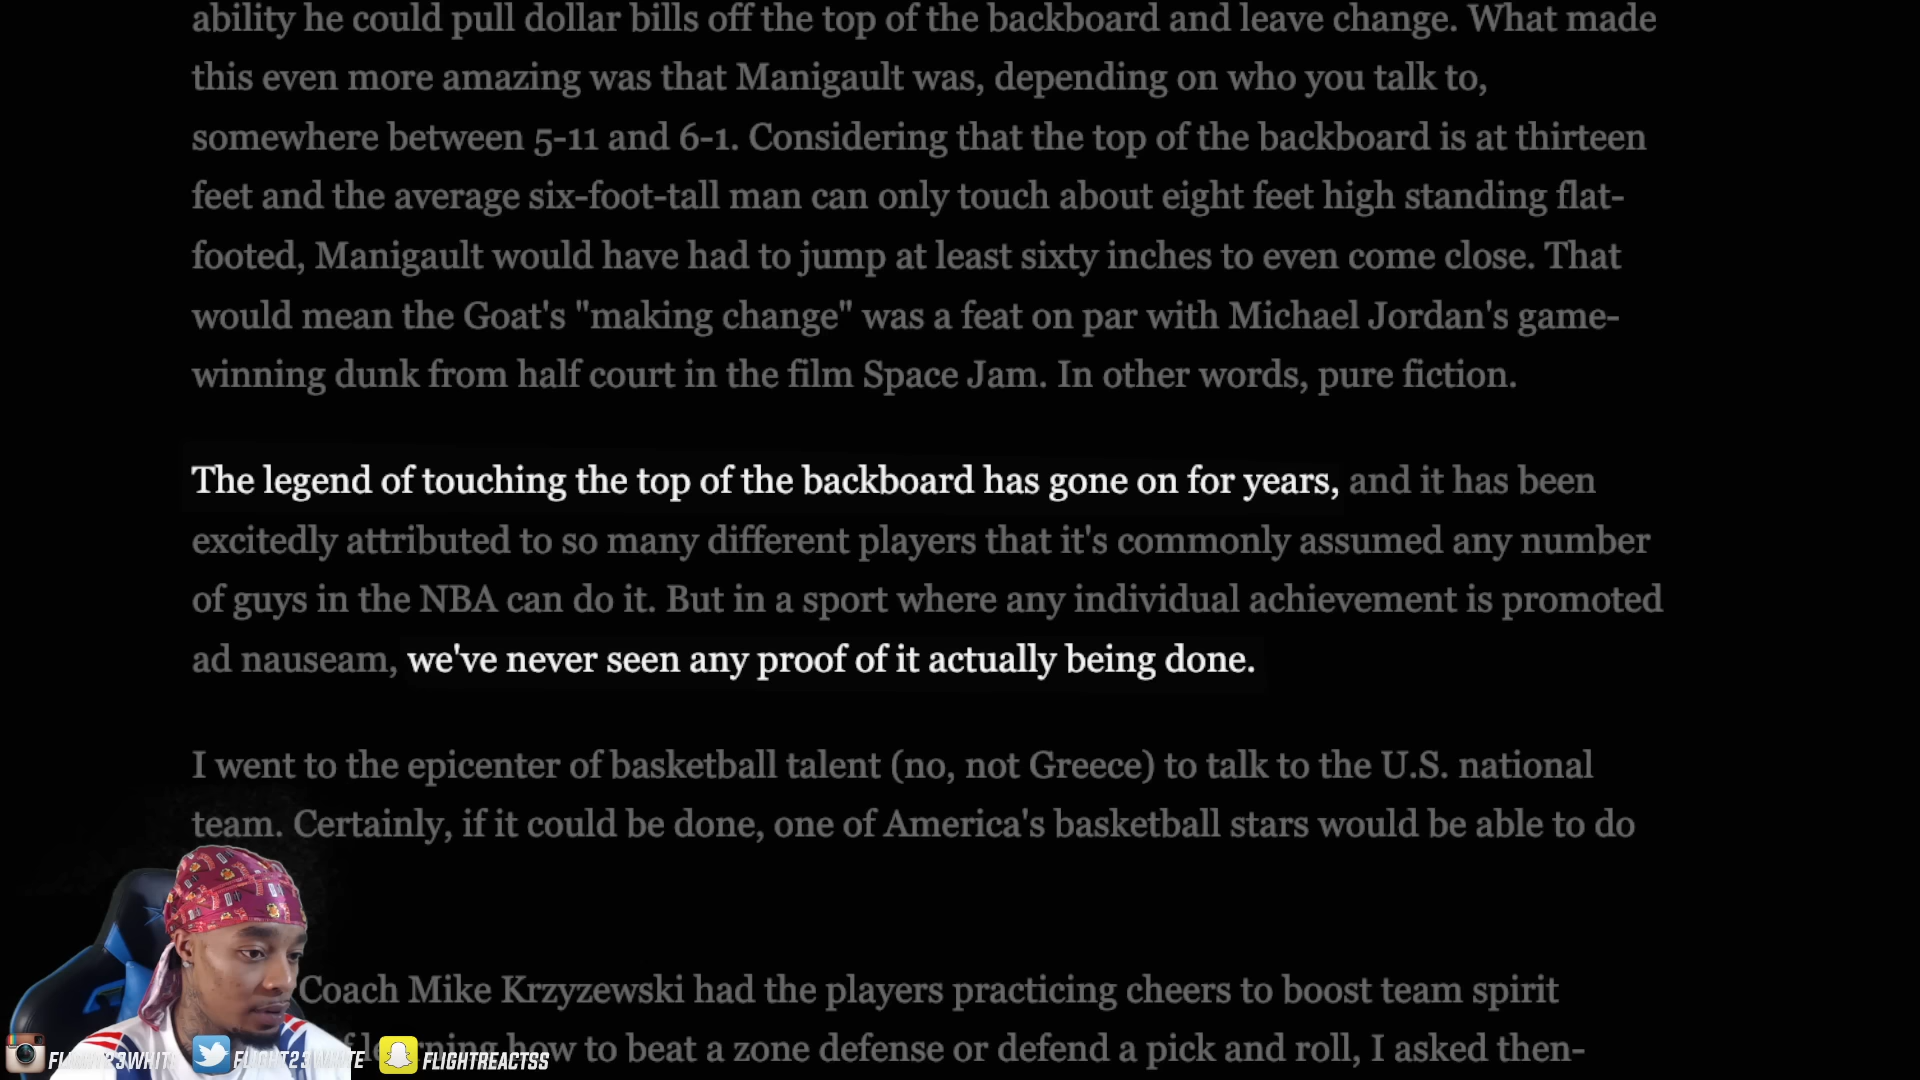 ability he could pull dollar bills off the top of the backboard and leave change. What made
this even more amazing was that Manigault was, depending on who you talk to,
somewhere between 5-11 and 6-1. Considering that the top of the backboard is at thirteen
feet and the average six-foot-tall man can only touch about eight feet high standing flat-
footed, Manigault would have had to jump at least sixty inches to even come close. That
would mean the Goat's "making change" was a feat on par with Michael Jordan's game-
winning dunk from half court in the film Space Jam. In other words, pure fiction.
The legend of touching the top of the backboard has gone on for years, and it has been
excitedly attributed to so many different players that it's commonly assumed any number
of guys in the NBA can do it. But in a sport where any individual achievement is promoted
ad nauseam, we've never seen any proof of it actually being done.
I went to the epicenter of basketball talent (no, not Greece) to talk to the U.S. national
team. Certainly, if it could be done, one of America's basketball stars would be able to do
Coach Mike Krzyzewski had the players practicing cheers to boost team spirit
how to beat a zone defense or defend a pick and roll, I asked then-
FLIGHT23WHITE FLIGHT23WHITE FLIGHTREACTSS